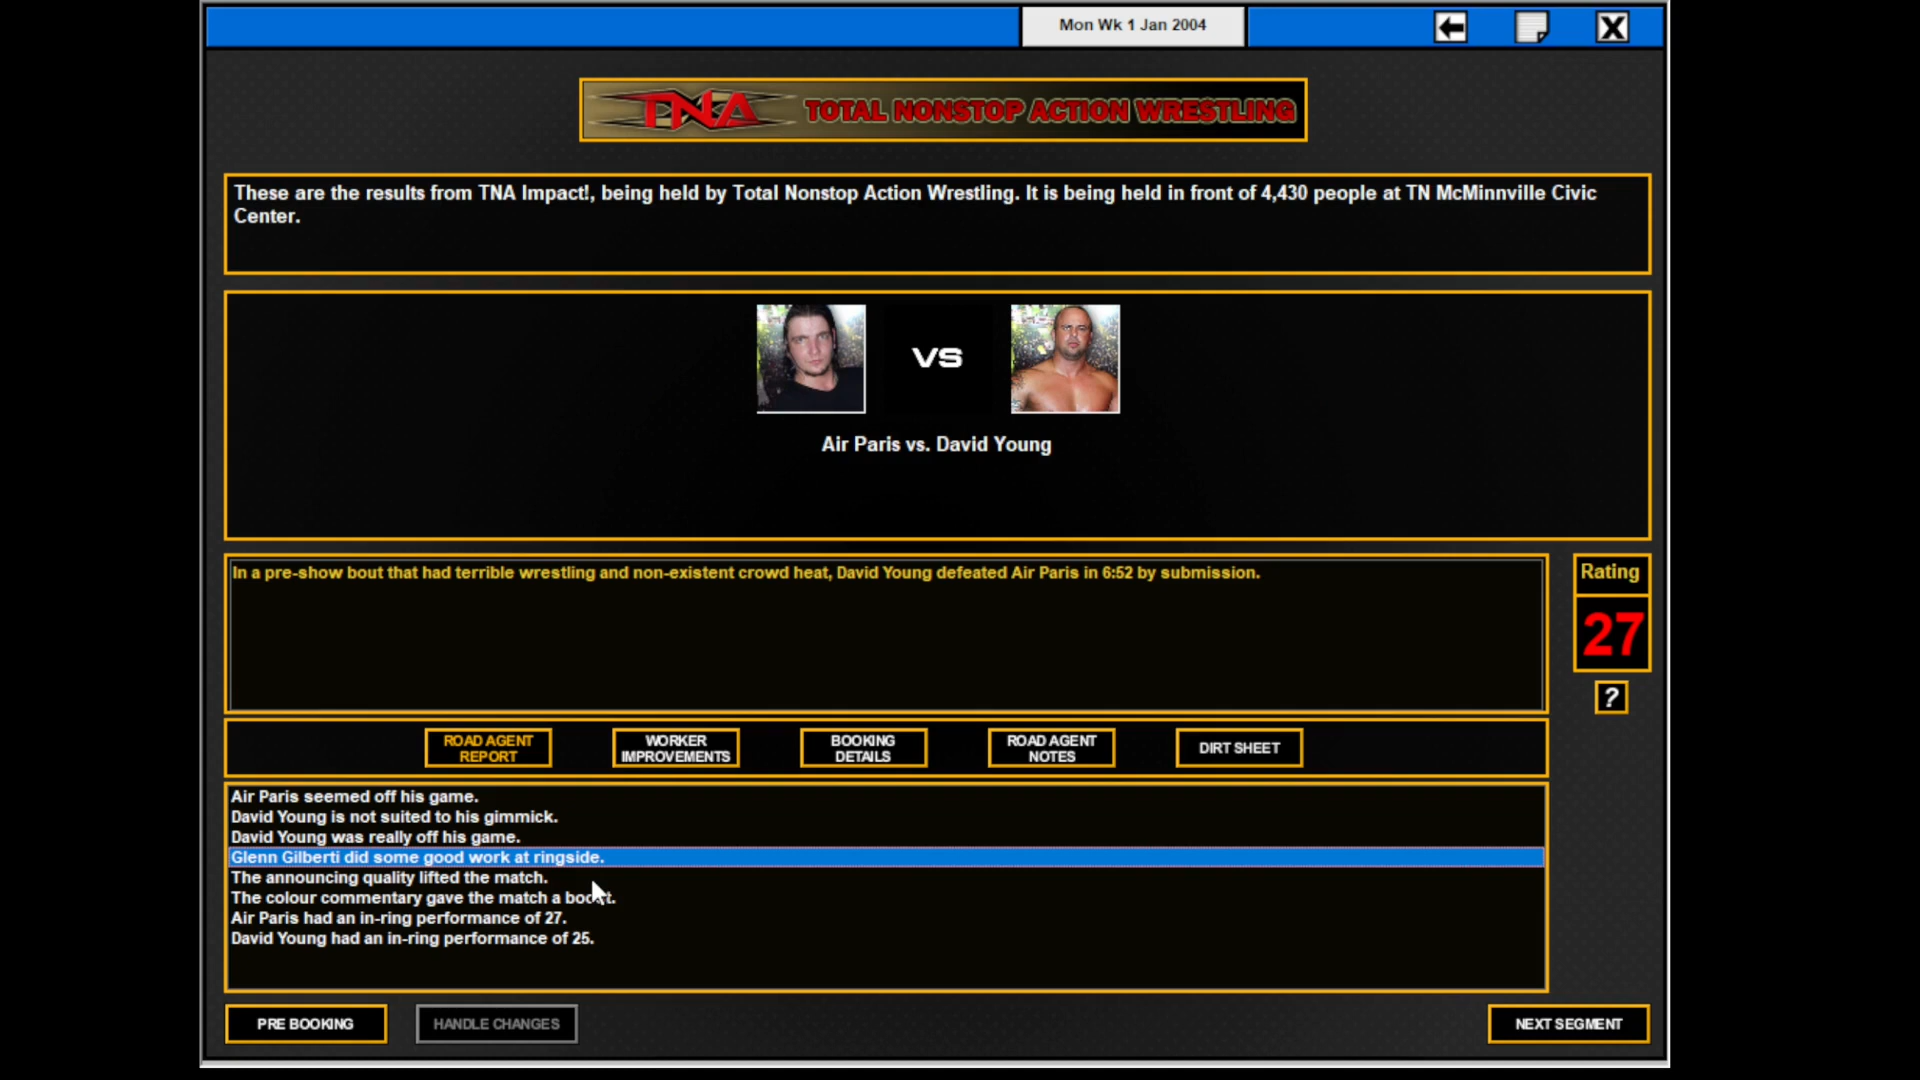 Mon Wk 1 Jan 2004
TNA TOTAL NONSTOP ACTION WRESTLING
These are the results from TNA Impact!, being held by Total Nonstop Action Wrestling. It is being held in front of 4,430 people at TN McMinnville Civic
Center.
VS
Air Paris vs. David Young
In a pre-show bout that had terrible wrestling and non-existent crowd heat, David Young defeated Air Paris in 6:52 by submission.
Rating
27
?
ROAD AGENT
REPORT
WORKER
IMPROVEMENTS
BOOKING
DETAILS
ROAD AGENT
NOTES
DIRT SHEET
Air Paris seemed off his game.
David Young is not suited to his gimmick.
David Young was really off his game.
Glenn Gilberti did some good work at ringside.
The announcing quality lifted the match.
The colour commentary gave the match a boost.
Air Paris had an in-ring performance of 27.
David Young had an in-ring performance of 25.
PRE BOOKING
HANDLE CHANGES
NEXT SEGMENT